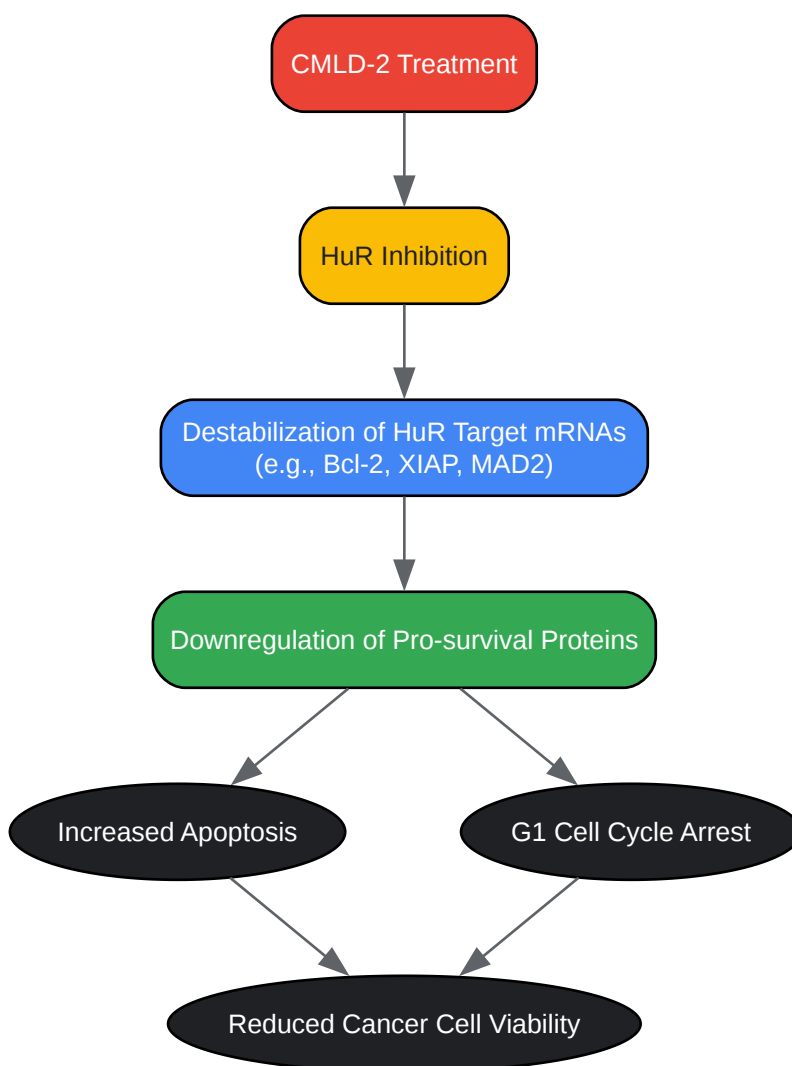 CMLD-2 Treatment
HuR Inhibition
Destabilization of HuR Target mRNAs
(e.g., Bcl-2, XIAP, MAD2)
Downregulation of Pro-survival Proteins
Increased Apoptosis
G1 Cell Cycle Arrest
Reduced Cancer Cell Viability